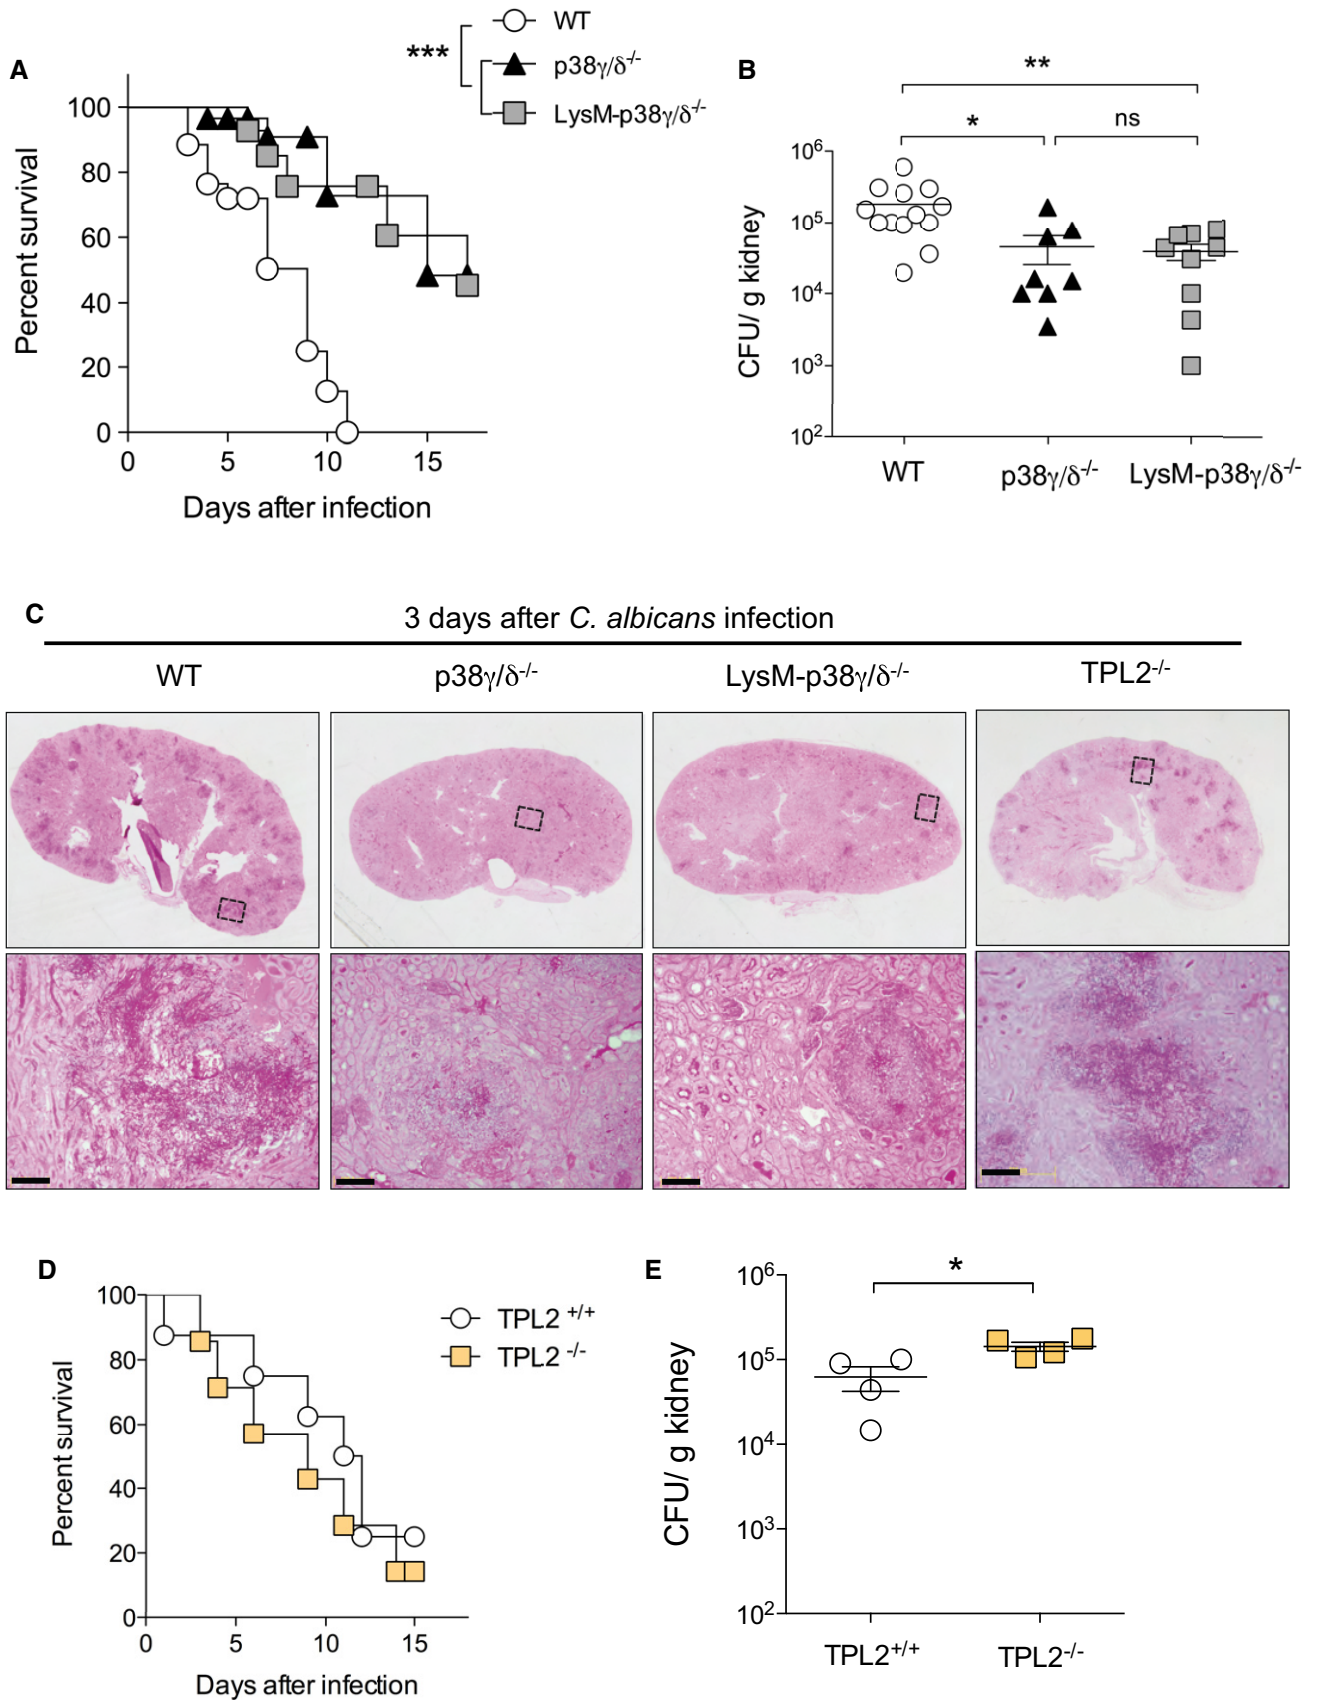 A
***
WT
p38γ/δ-/-
LysM-p38γ/δ-/-
Percent survival
100
80
60
40
20
0
0 5 10 15
Days after infection
B
**
* ns
CFU/ g kidney
10⁶
10⁵
10⁴
10³
10²
WT p38γ/δ-/- LysM-p38γ/δ-/-
C
3 days after C. albicans infection
WT p38γ/δ-/- LysM-p38γ/δ-/- TPL2-/-
D
TPL2 +/+
TPL2 -/-
Percent survival
100
80
60
40
20
0
0 5 10 15
Days after infection
E
*
CFU/ g kidney
10⁶
10⁵
10⁴
10³
10²
TPL2+/+ TPL2-/-